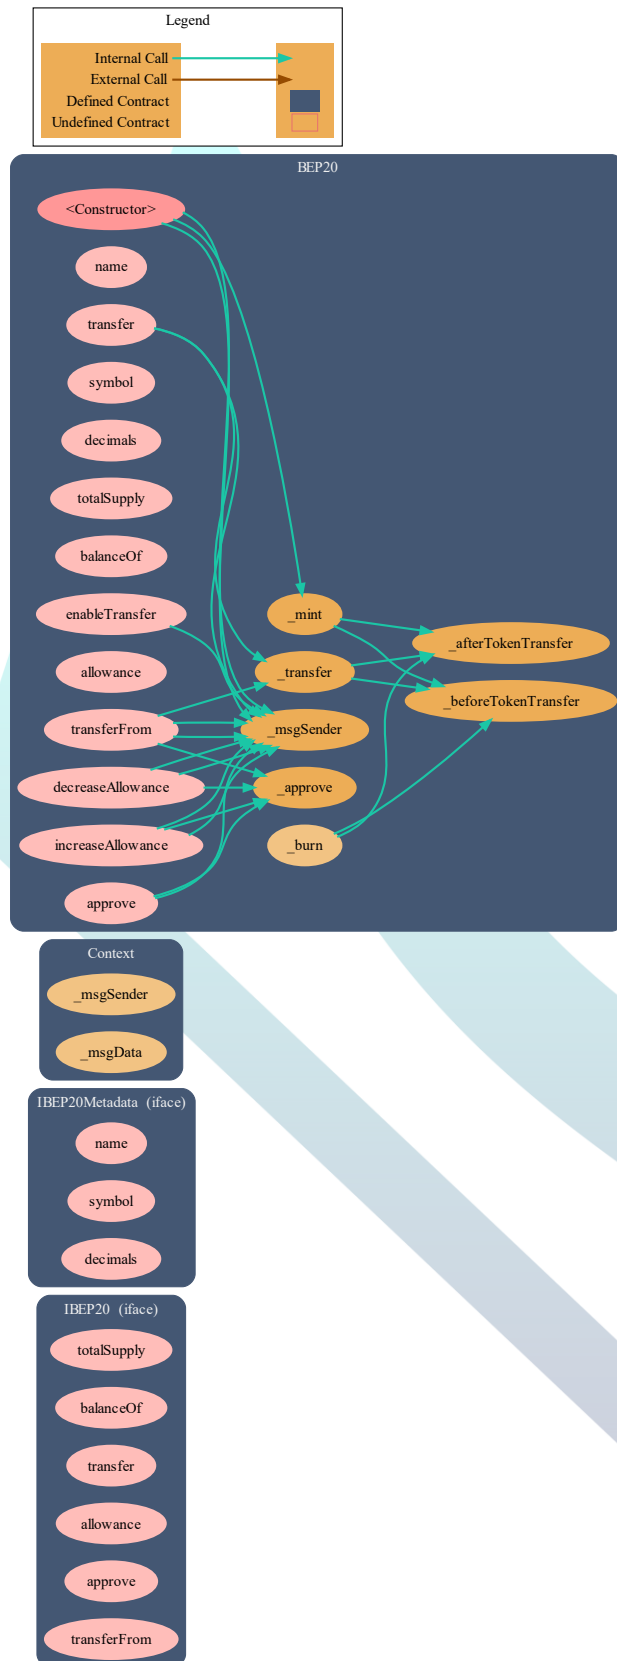 Legend
Internal Call
External Call
Defined Contract
Undefined Contract
BEP20
<Constructor>
name
transfer
symbol
decimals
totalSupply
balanceOf
enableTransfer
_mint
_afterTokenTransfer
allowance
_transfer
_beforeTokenTransfer
transferFrom
_msgSender
decreaseAllowance
_approve
increaseAllowance
_burn
approve
Context
_msgSender
_msgData
IBEP20Metadata (iface)
name
symbol
decimals
IBEP20 (iface)
totalSupply
balanceOf
transfer
allowance
approve
transferFrom